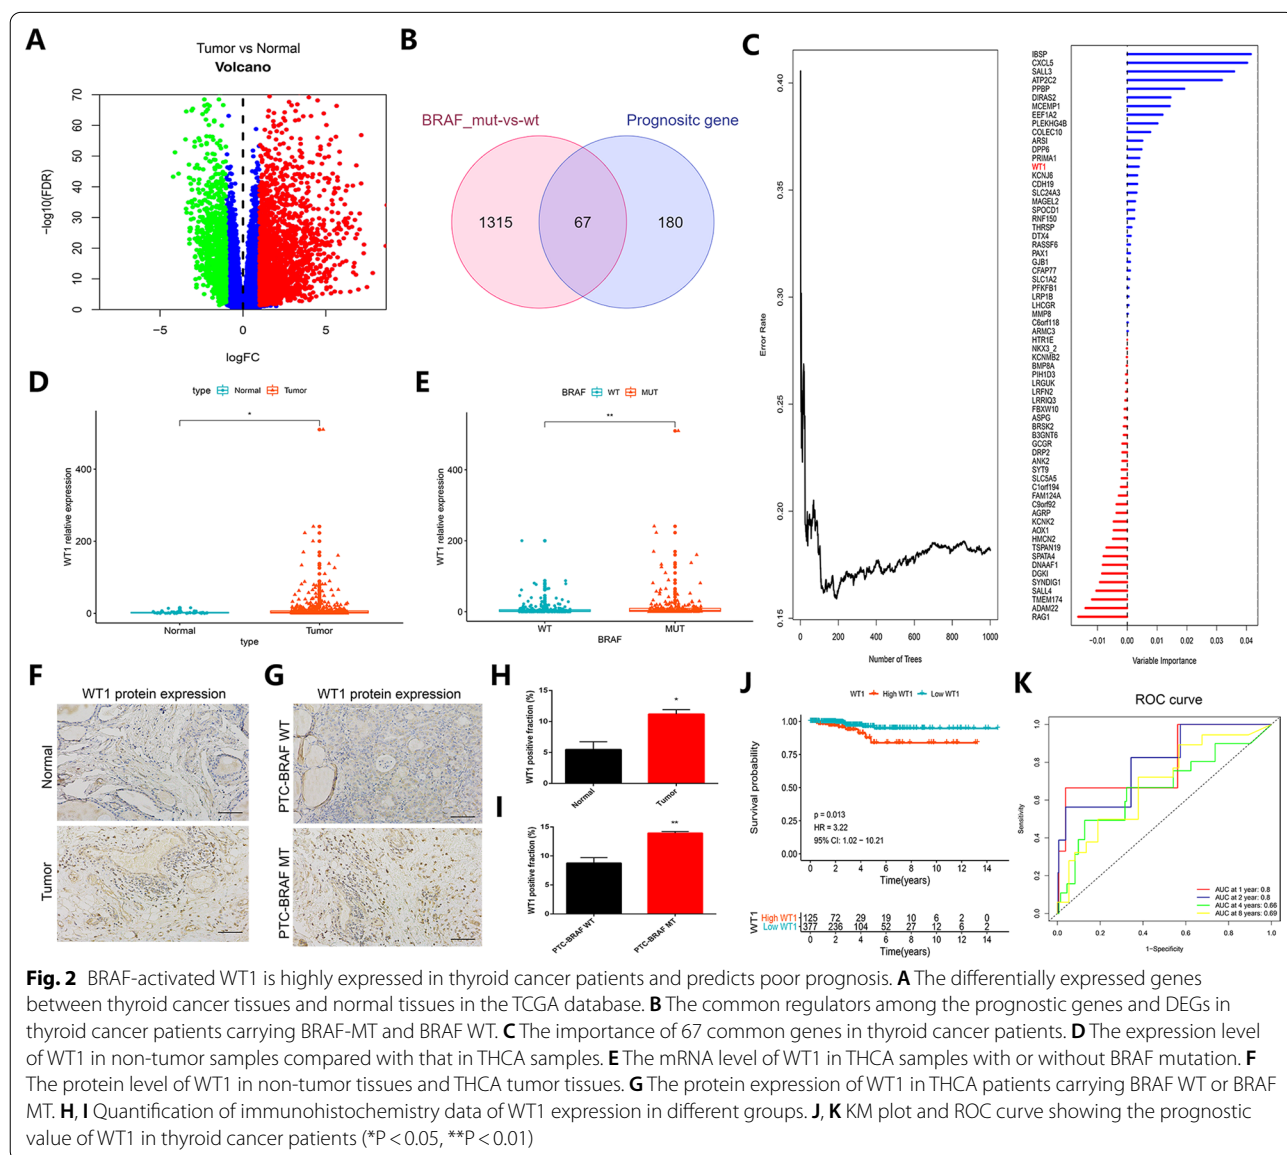 A
Tumor vs Normal
Volcano
−log10(FDR)
70
60
50
40
30
20
10
0
−5
0
5
logFC
B
BRAF_mut-vs-wt
Prognositc gene
1315
67
180
C
Error Rate
0.40
0.35
0.30
0.25
0.20
0.15
0
200
400
600
800
1000
Number of Trees
IBSP
CXCL5
SALL3
ATP2C2
PPBP
DIRAS2
MCEMP1
EEF1A2
PLEKHG4B
COLEC10
ARSI
DPP6
PRIMA1
WT1
KCNJ6
CDH19
SLC24A3
MAGEL2
SPOCD1
RNF150
THRSP
DTX4
RASSF6
PAX1
GJB1
CFAP77
SLC1A2
PFKFB1
LRP1B
LHCGR
MMP8
C6orf118
ARMC3
HTR1E
NKX3_2
KCNMB2
BMP8A
PIH1D3
LRGUK
LRFN2
LRRIQ3
FBXW10
ASPG
BRSK2
B3GNT6
GCGR
DRP2
ANK2
SYT9
SLC5A5
C1orf194
FAM124A
C9orf92
AGRP
KCNK2
AOX1
HMCN2
TSPAN19
SPATA4
DNAAF1
DGKI
SYNDIG1
SALL4
TMEM174
ADAM22
RAG1
−0.01
0.00
0.01
0.02
0.03
0.04
Variable Importance
D
type Normal Tumor
*
WT1 relative expression
400
200
0
Normal
Tumor
type
E
BRAF WT MUT
**
WT1 relative expression
400
200
0
WT
MUT
BRAF
F
WT1 protein expression
Normal
Tumor
G
WT1 protein expression
PTC-BRAF WT
PTC-BRAF MT
H
WT1 positive fraction (%)
15
10
5
0
*
Normal
Tumor
I
WT1 positive fraction (%)
15
10
5
0
**
PTC-BRAF WT
PTC-BRAF MT
J
WT1 High WT1 Low WT1
Survival probability
1.00
0.75
0.50
0.25
0.00
p = 0.013
HR = 3.22
95% CI: 1.02 − 10.21
0 2 4 6 8 10 12 14
Time(years)
WT1
High WT1 125 72 29 19 10 6 2 0
Low WT1 377 236 104 52 27 12 6 2
0 2 4 6 8 10 12 14
Time(years)
K
ROC curve
Sensitivity
1.0
0.8
0.6
0.4
0.2
0.0
AUC at 1 year: 0.8
AUC at 2 year: 0.8
AUC at 4 years: 0.66
AUC at 8 years: 0.69
0.0 0.2 0.4 0.6 0.8 1.0
1−Specificity
Fig. 2 BRAF-activated WT1 is highly expressed in thyroid cancer patients and predicts poor prognosis. A The differentially expressed genes
between thyroid cancer tissues and normal tissues in the TCGA database. B The common regulators among the prognostic genes and DEGs in
thyroid cancer patients carrying BRAF-MT and BRAF WT. C The importance of 67 common genes in thyroid cancer patients. D The expression level
of WT1 in non-tumor samples compared with that in THCA samples. E The mRNA level of WT1 in THCA samples with or without BRAF mutation. F
The protein level of WT1 in non-tumor tissues and THCA tumor tissues. G The protein expression of WT1 in THCA patients carrying BRAF WT or BRAF
MT. H, I Quantification of immunohistochemistry data of WT1 expression in different groups. J, K KM plot and ROC curve showing the prognostic
value of WT1 in thyroid cancer patients (*P < 0.05, **P < 0.01)